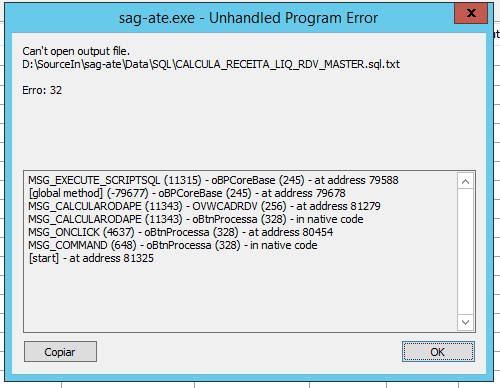 sag-ate.exe - Unhandled Program Error
x
Can't open output file.
D:\SourceIn\sag-ate\Data\SQL\CALCULA_RECEITA_LIQ_RDV_MASTER.sql.txt
Erro: 32
MSG_EXECUTE_SCRIPTSQL (11315) - oBPCoreBase (245) - at address 79588
[global method] (-79677) - oBPCoreBase (245) - at address 79678
MSG_CALCULARODAPE (11343) - OVWCADRDV (256) - at address 81279
MSG_CALCULARODAPE (11343) - oBtnProcessa (328) - in native code
MSG_ONCLICK (4637) - oBtnProcessa (328) - at address 80454
MSG_COMMAND (648) - oBtnProcessa (328) - in native code
[start] - at address 81325
Copiar
OK